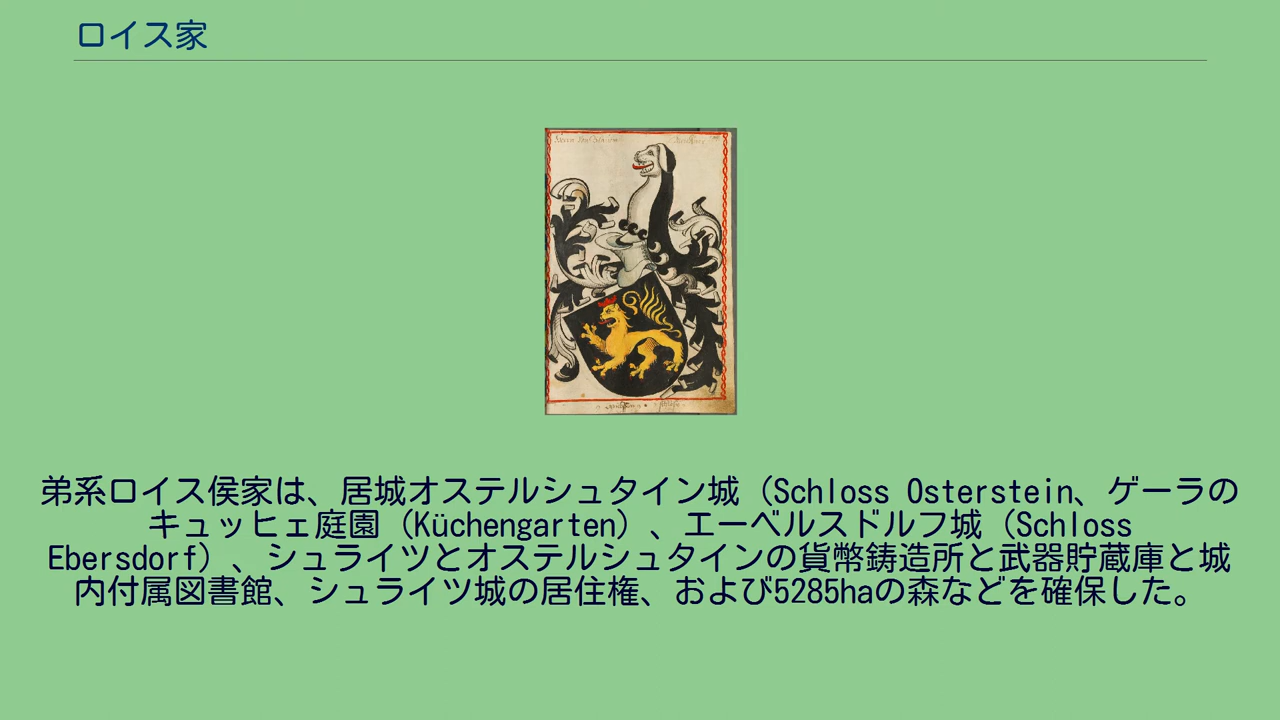 ロイス家
弟系ロイス侯家は、居城オステルシュタイン城（Schloss Osterstein、ゲーラの
キュッヒェ庭園（Küchengarten）、エーベルスドルフ城（Schloss
Ebersdorf）、シュライツとオステルシュタインの貨幣鋳造所と武器貯蔵庫と城
内付属図書館、シュライツ城の居住権、および5285haの森などを確保した。